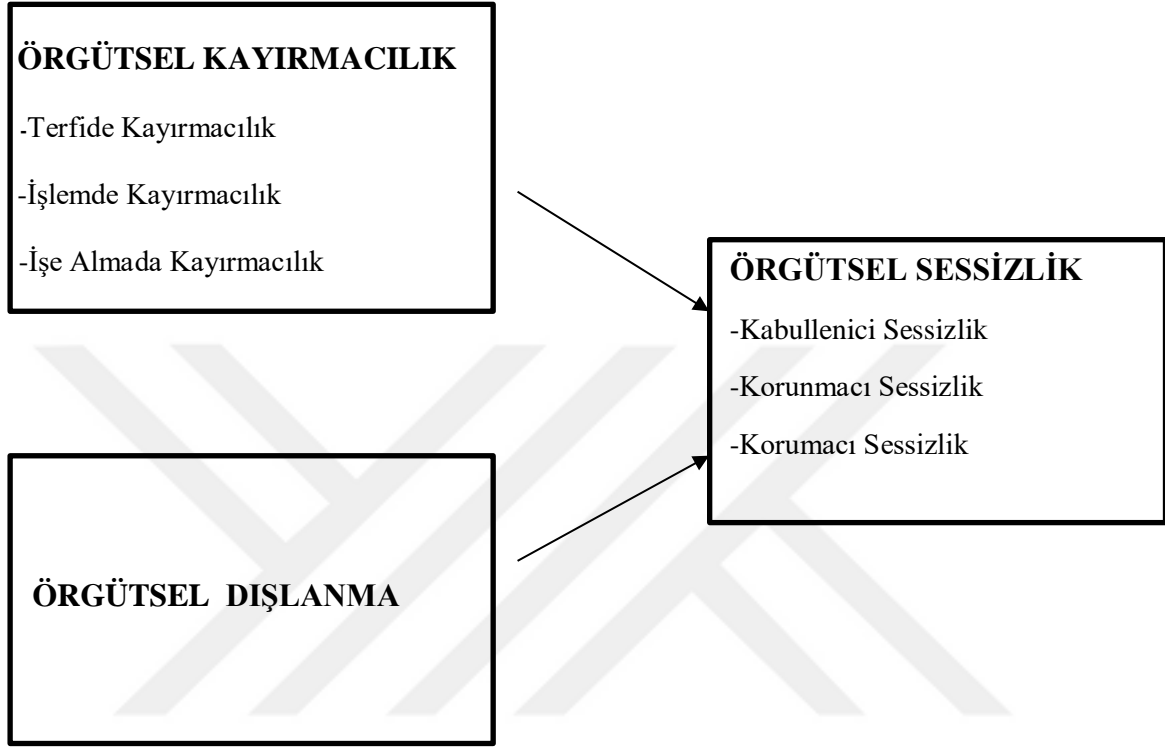 ÖRGÜTSEL KAYIRMACILIK
-Terfide Kayırmacılık
-İşlemde Kayırmacılık
-İşe Almada Kayırmacılık
ÖRGÜTSEL SESSİZLİK
-Kabullenici Sessizlik
-Korunmacı Sessizlik
-Korumacı Sessizlik
ÖRGÜTSEL DIŞLANMA